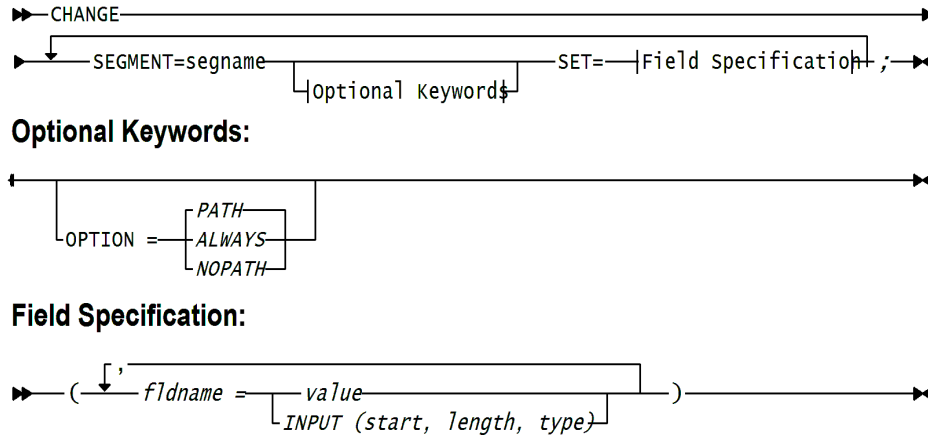 CHANGE
SEGMENT=segname SET= Field Specification ;
Optional Keywords
Optional Keywords:
PATH
OPTION = ALWAYS
NOPATH
Field Specification:
,
( fldname = value )
INPUT (start, length, type)